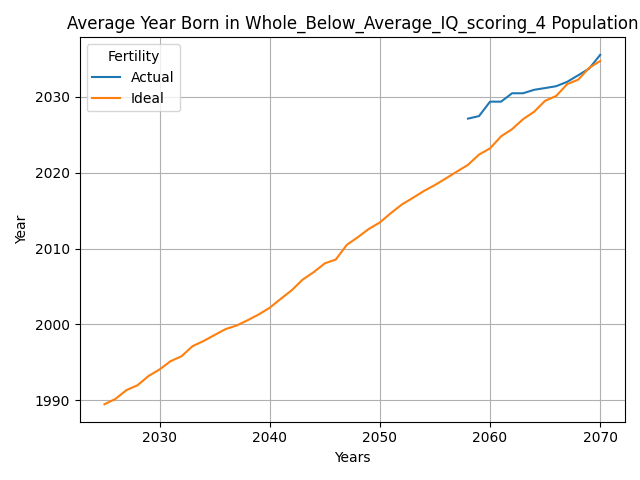 Average Year Born in Whole_Below_Average_IQ_scoring_4 Population
Fertility
Actual
Ideal
Year
2030
2020
2010
2000
1990
2030 2040 2050 2060 2070
Years